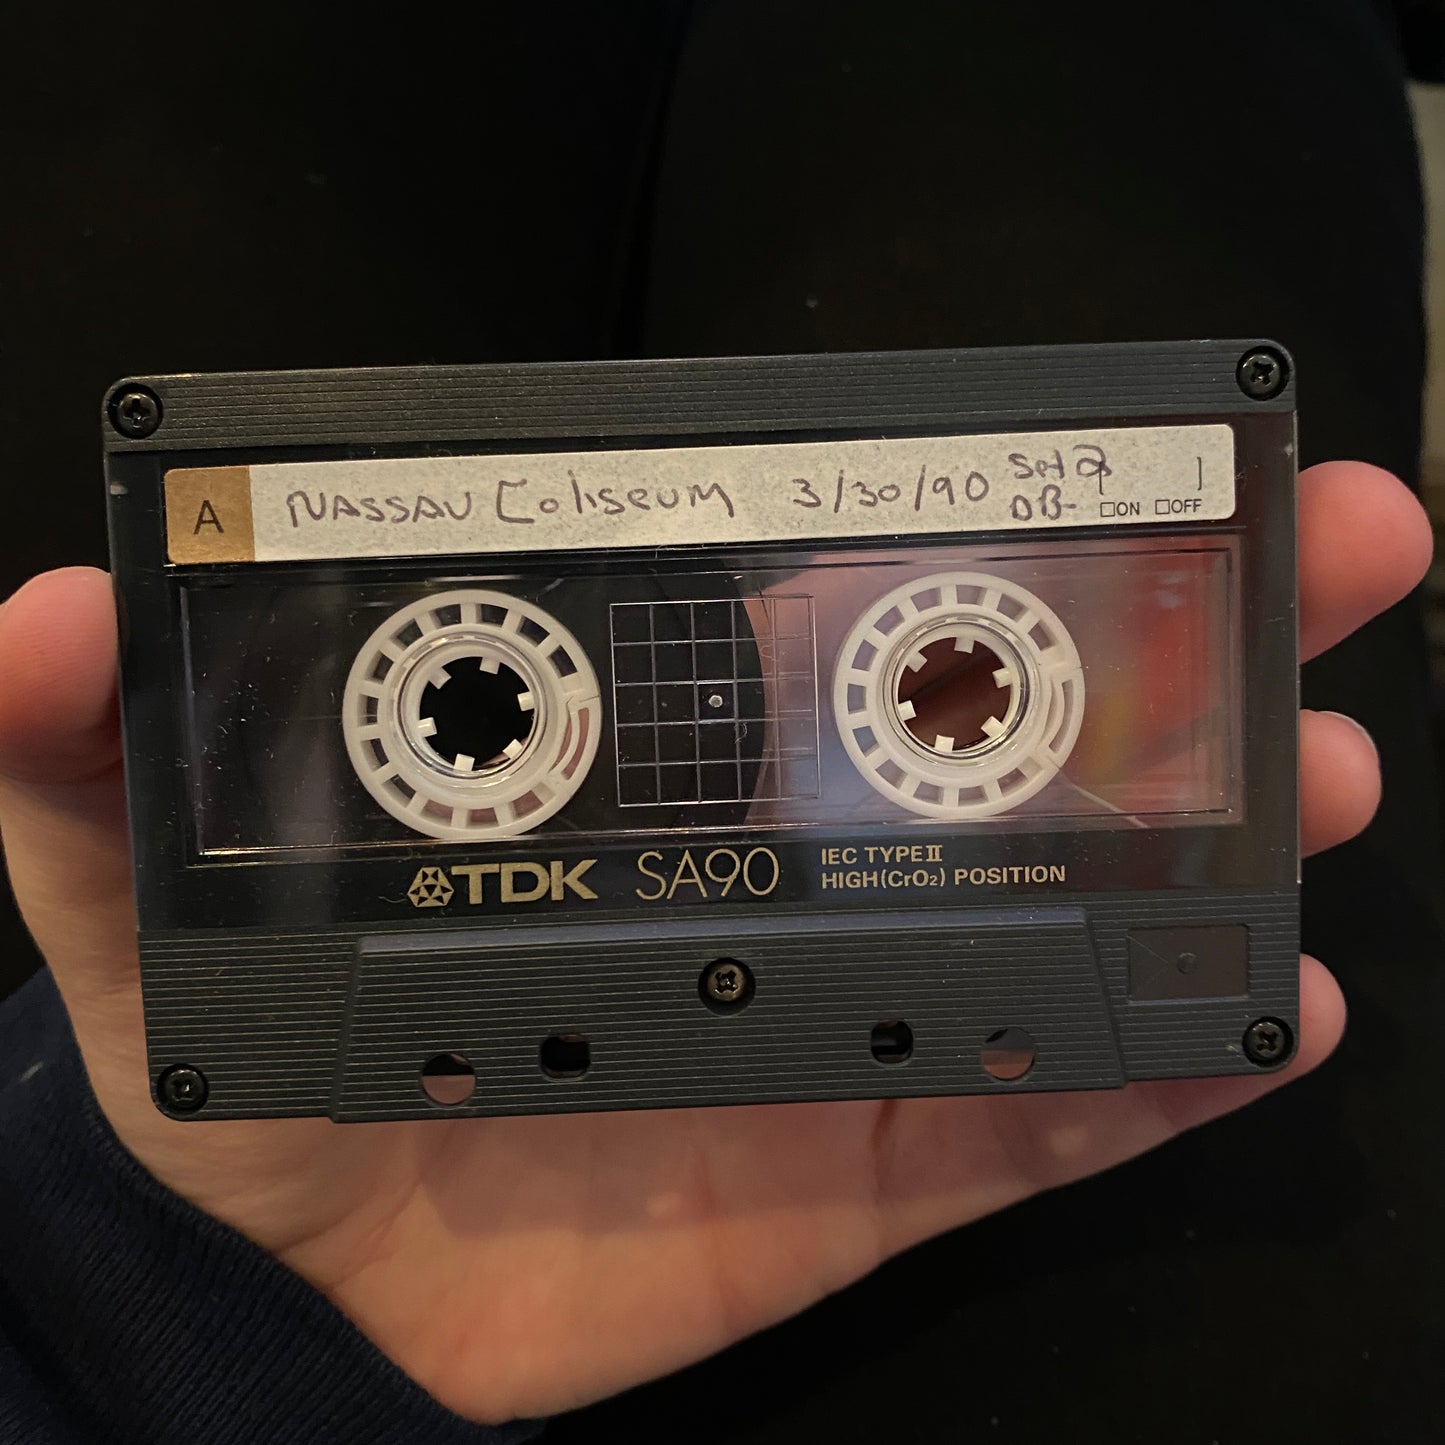 A NASSAU Coliseum 3/30/90 Set 2
DB- ☐ON ☐OFF
TDK SA90 IEC TYPE II
HIGH(CrO₂) POSITION